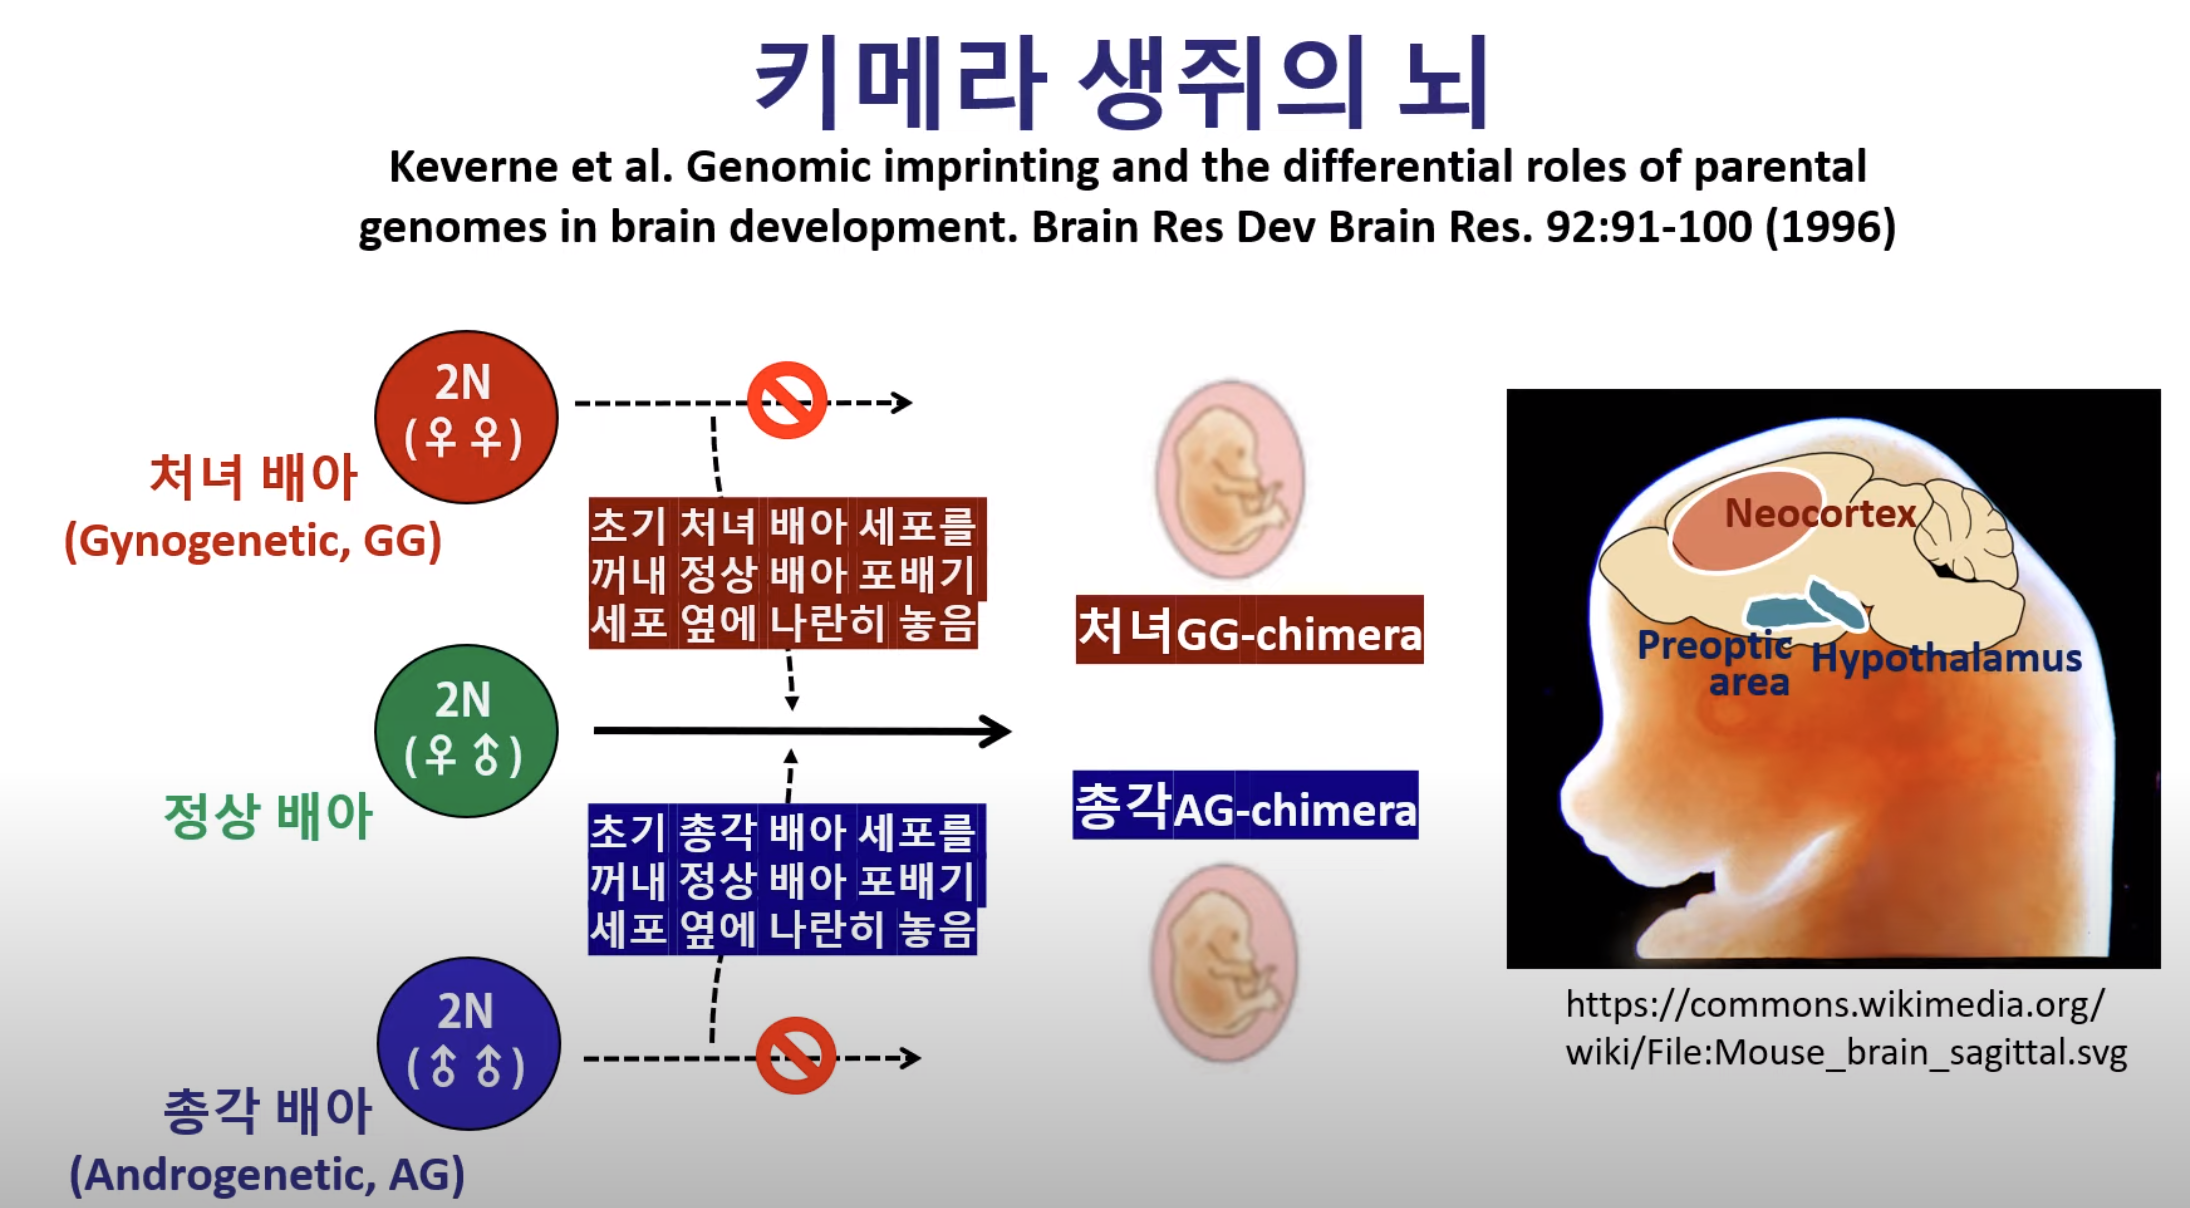 키메라 생쥐의 뇌
Keverne et al. Genomic imprinting and the differential roles of parental
genomes in brain development. Brain Res Dev Brain Res. 92:91-100 (1996)
2N
(♀♀)
처녀 배아
(Gynogenetic, GG)
초기 처녀 배아 세포를
꺼내 정상 배아 포배기
세포 옆에 나란히 놓음
2N
(♀♂)
정상 배아
초기 총각 배아 세포를
꺼내 정상 배아 포배기
세포 옆에 나란히 놓음
2N
(♂♂)
총각 배아
(Androgenetic, AG)
처녀GG-chimera
총각AG-chimera
Neocortex
Preoptic
area
Hypothalamus
https://commons.wikimedia.org/
wiki/File:Mouse_brain_sagittal.svg